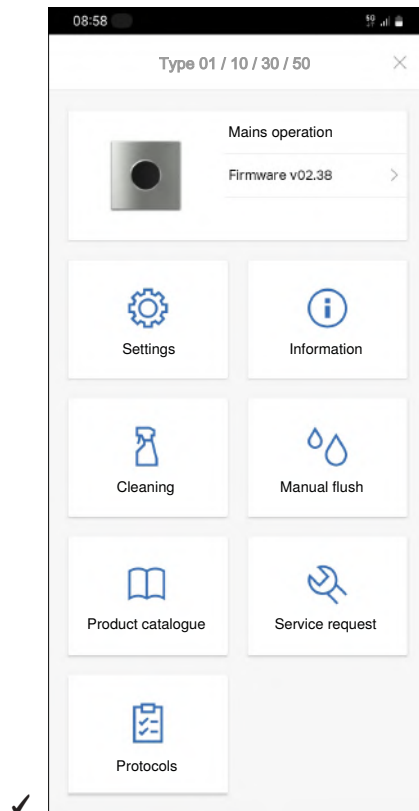 08:58
Type 01 / 10 / 30 / 50
Mains operation
Firmware v02.38
Settings
Information
Cleaning
Manual flush
Product catalogue
Service request
Protocols